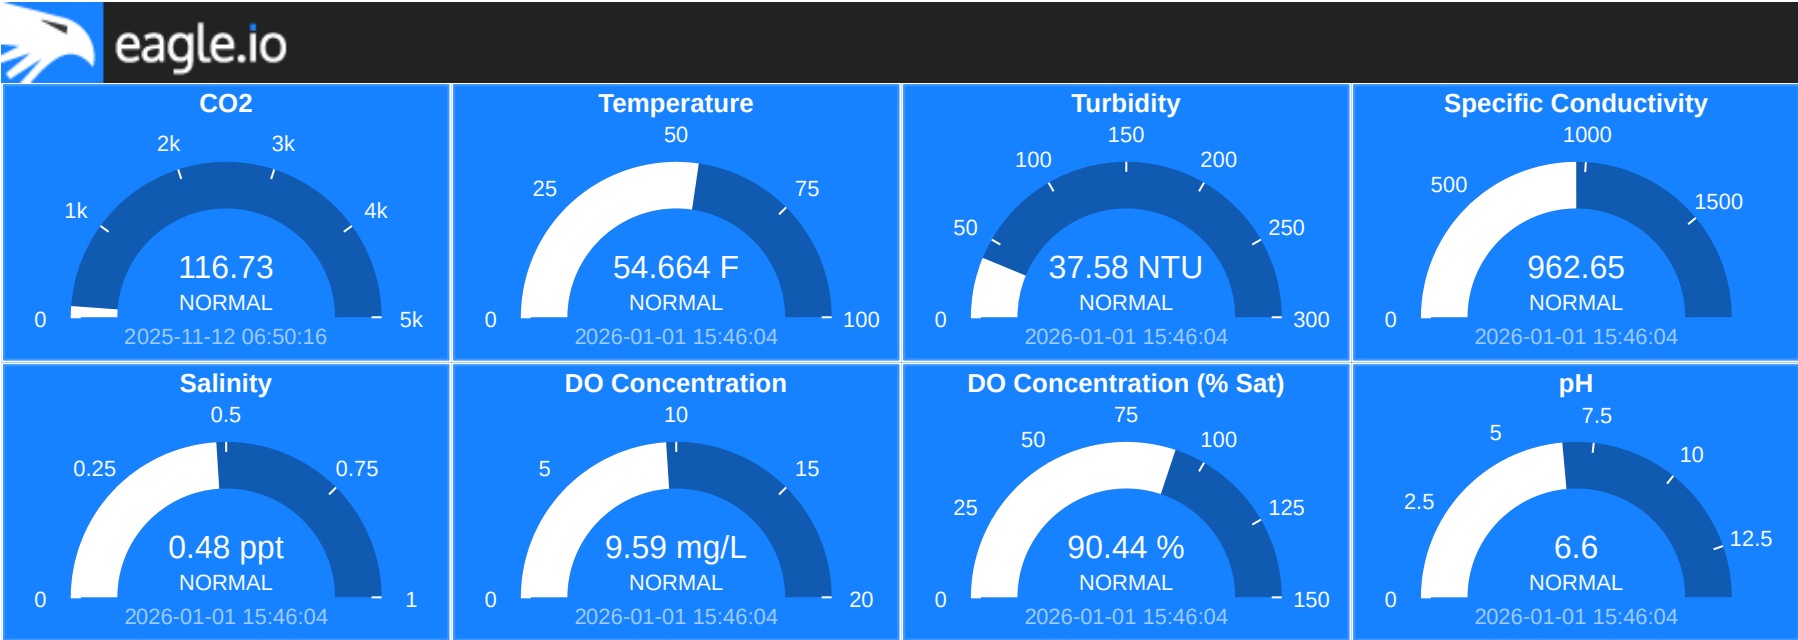 eagle.io
CO2
2k 3k
1k 4k
116.73
NORMAL
0 5k
2025-11-12 06:50:16
Temperature
50
25 75
54.664 F
NORMAL
0 100
2026-01-01 15:46:04
Turbidity
150
100 200
50 250
37.58 NTU
NORMAL
0 300
2026-01-01 15:46:04
Specific Conductivity
1000
500 1500
962.65
NORMAL
0
2026-01-01 15:46:04
Salinity
0.5
0.25 0.75
0.48 ppt
NORMAL
0 1
2026-01-01 15:46:04
DO Concentration
10
5 15
9.59 mg/L
NORMAL
0 20
2026-01-01 15:46:04
DO Concentration (% Sat)
75
50 100
25 125
90.44 %
NORMAL
0 150
2026-01-01 15:46:04
pH
7.5
5 10
2.5 12.5
6.6
NORMAL
0
2026-01-01 15:46:04